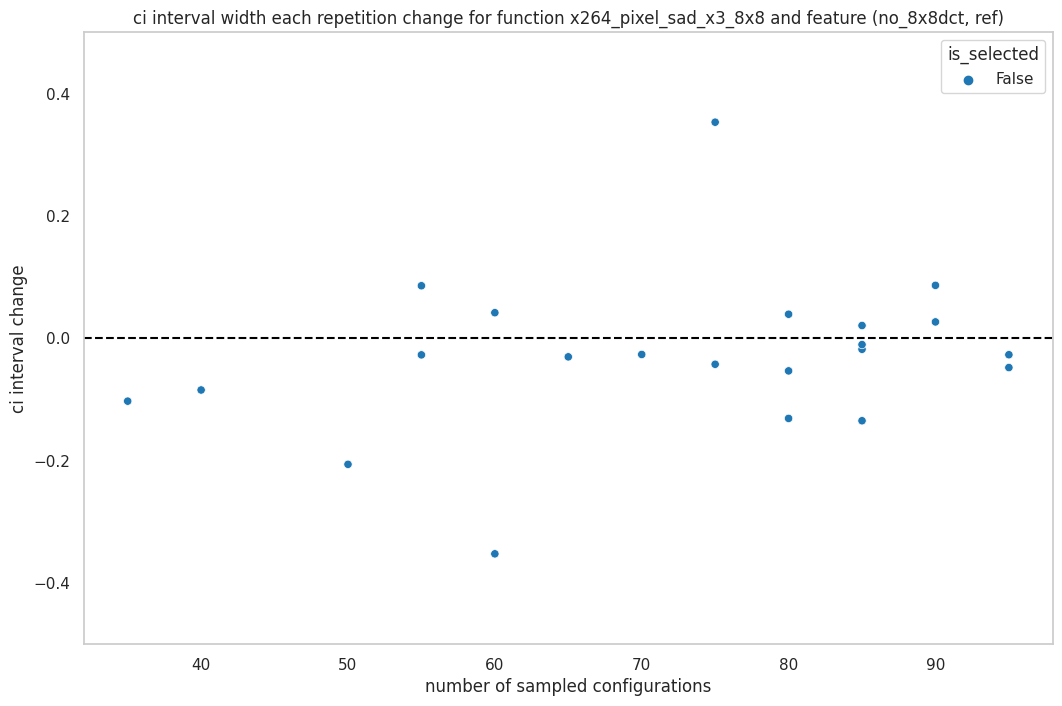 ci interval width each repetition change for function x264_pixel_sad_x3_8x8 and feature (no_8x8dct, ref)
is_selected
False
0.4
0.2
0.0
−0.2
−0.4
ci interval change
40
50
60
70
80
90
number of sampled configurations